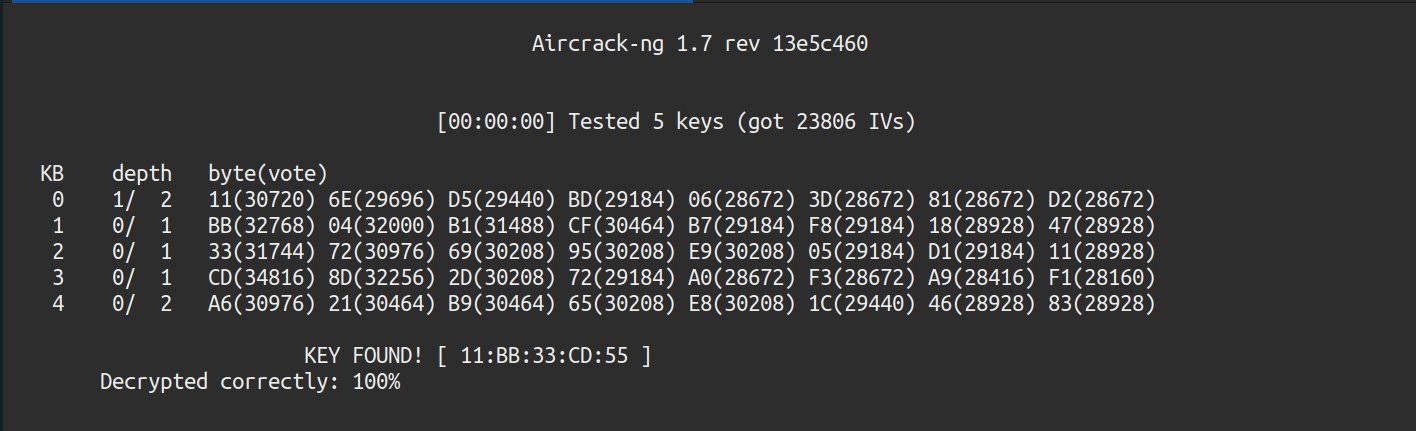 Aircrack-ng 1.7 rev 13e5c460
[00:00:00] Tested 5 keys (got 23806 IVs)
KB    depth   byte(vote)
0    1/  2   11(30720) 6E(29696) D5(29440) BD(29184) 06(28672) 3D(28672) 81(28672) D2(28672)
1    0/  1   BB(32768) 04(32000) B1(31488) CF(30464) B7(29184) F8(29184) 18(28928) 47(28928)
2    0/  1   33(31744) 72(30976) 69(30208) 95(30208) E9(30208) 05(29184) D1(29184) 11(28928)
3    0/  1   CD(34816) 8D(32256) 2D(30208) 72(29184) A0(28672) F3(28672) A9(28416) F1(28160)
4    0/  2   A6(30976) 21(30464) B9(30464) 65(30208) E8(30208) 1C(29440) 46(28928) 83(28928)
KEY FOUND! [ 11:BB:33:CD:55 ]
Decrypted correctly: 100%